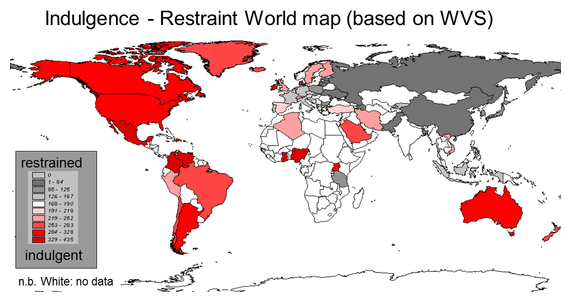 Indulgence - Restraint World map (based on WVS)
restrained
0
1 - 84
85 - 125
126 - 167
168 - 190
191 - 218
219 - 252
253 - 283
284 - 328
329 - 435
indulgent
n.b. White: no data